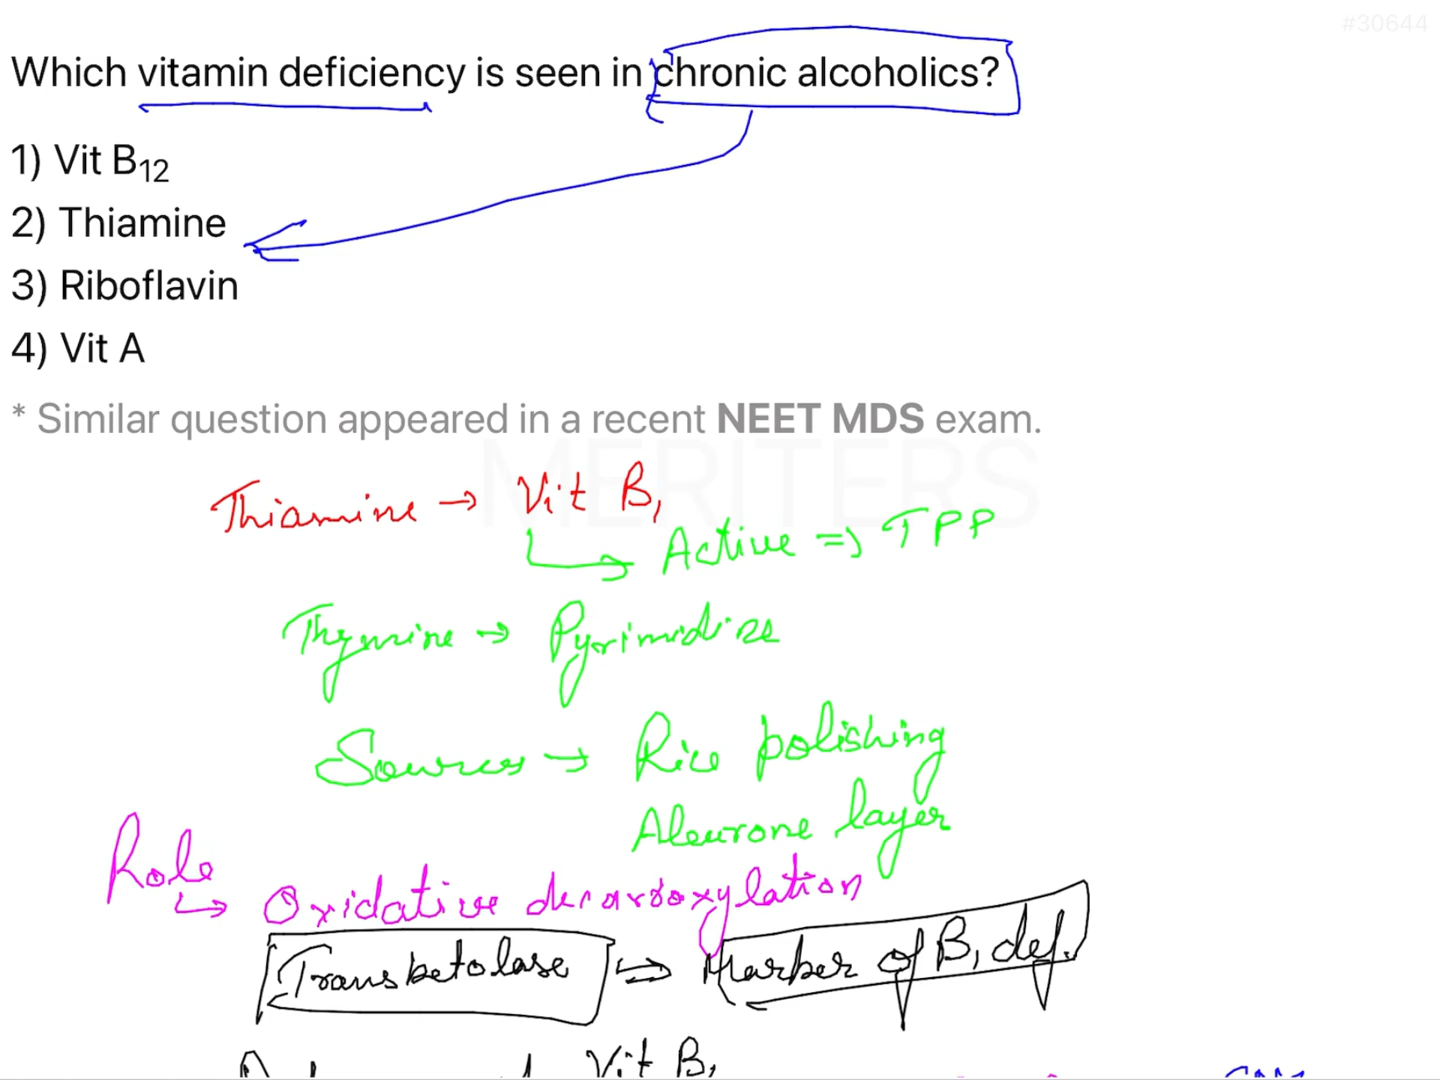 #30644
Which vitamin deficiency is seen in chronic alcoholics?
1) Vit B12
2) Thiamine
3) Riboflavin
4) Vit A
* Similar question appeared in a recent NEET MDS exam.
MERITERS
Thiamine → Vit B1
Active => TPP
Thymine → Pyrimidine
Sources → Rice polishing
Aleurone layer
Role
Oxidative decarboxylation
Transketolase → Marker of B1 def.
Vit B1